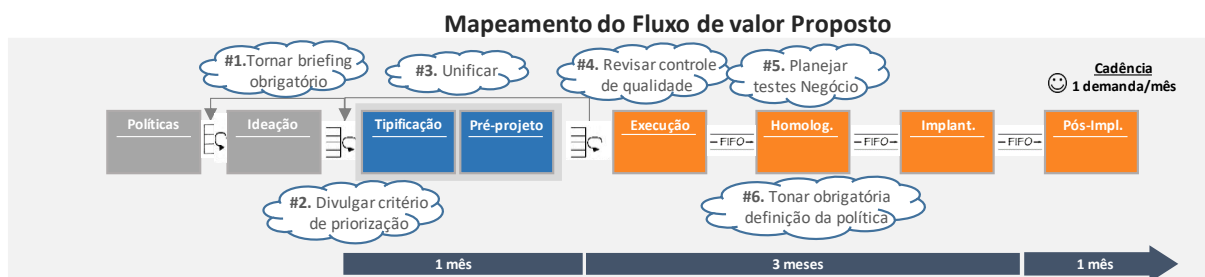 Mapeamento do Fluxo de valor Proposto
#1.Tornar briefing
obrigatório
#3. Unificar
#4. Revisar controle
de qualidade
#5. Planejar
testes Negócio
Cadência
1 demanda/mês
Políticas
Ideação
Tipificação
Pré-projeto
Execução
FIFO
Homolog.
FIFO
Implant.
FIFO
Pós-Impl.
#2. Divulgar critério
de priorização
#6. Tonar obrigatória
definição da política
1 mês
3 meses
1 mês